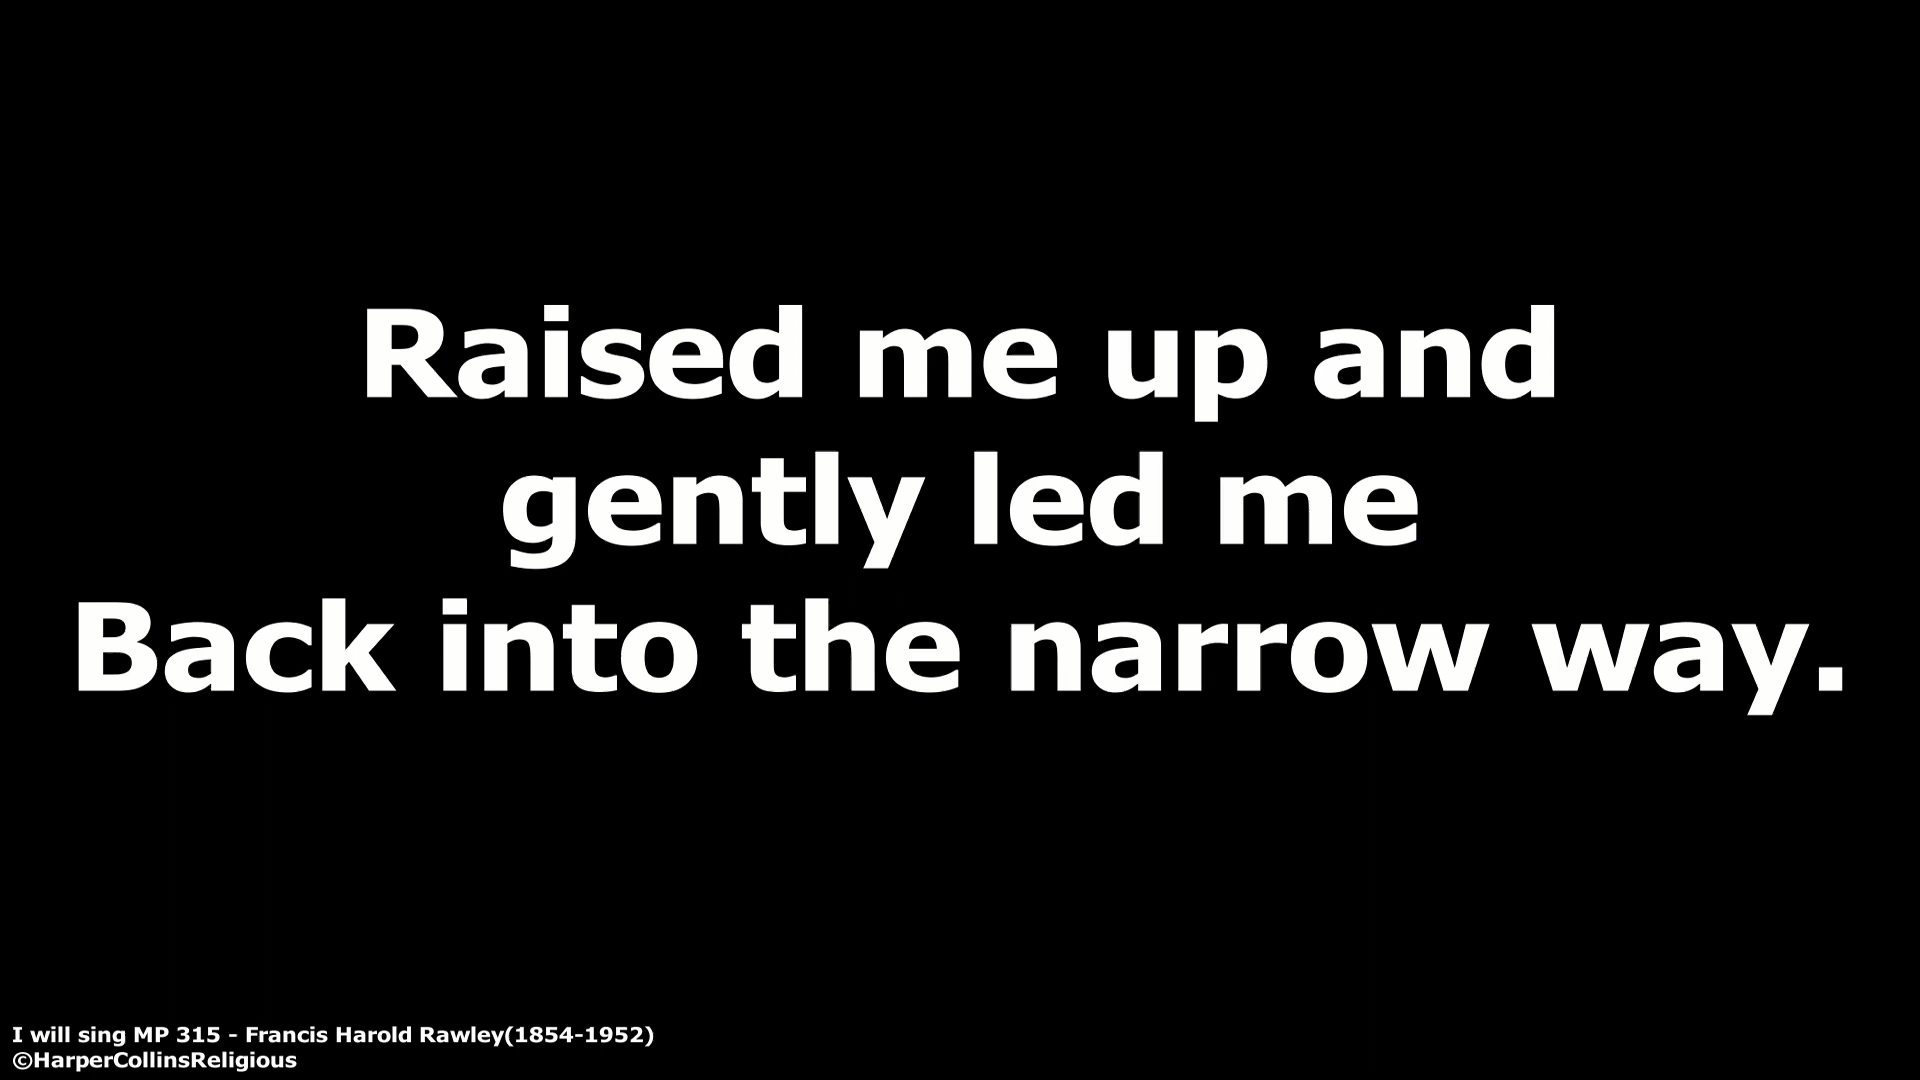 Raised me up and
gently led me
Back into the narrow way.
I will sing MP 315 - Francis Harold Rawley(1854-1952)
©HarperCollinsReligious